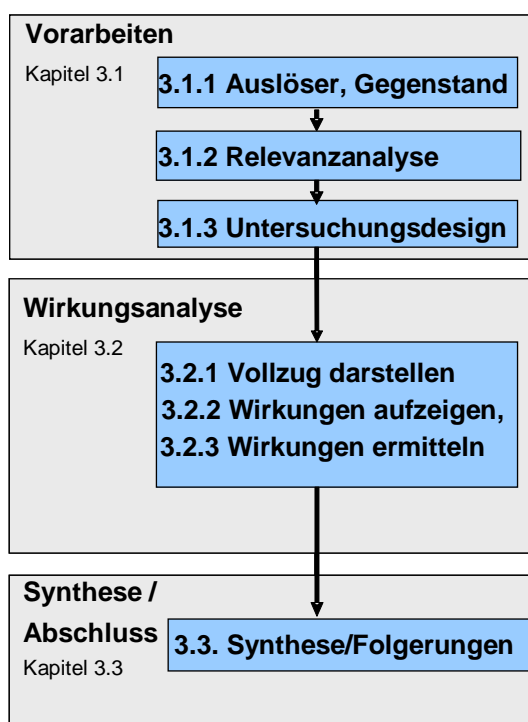 Vorarbeiten
Kapitel 3.1
3.1.1 Auslöser, Gegenstand
3.1.2 Relevanzanalyse
3.1.3 Untersuchungsdesign
Wirkungsanalyse
Kapitel 3.2
3.2.1 Vollzug darstellen
3.2.2 Wirkungen aufzeigen,
3.2.3 Wirkungen ermitteln
Synthese /
Abschluss
Kapitel 3.3
3.3. Synthese/Folgerungen